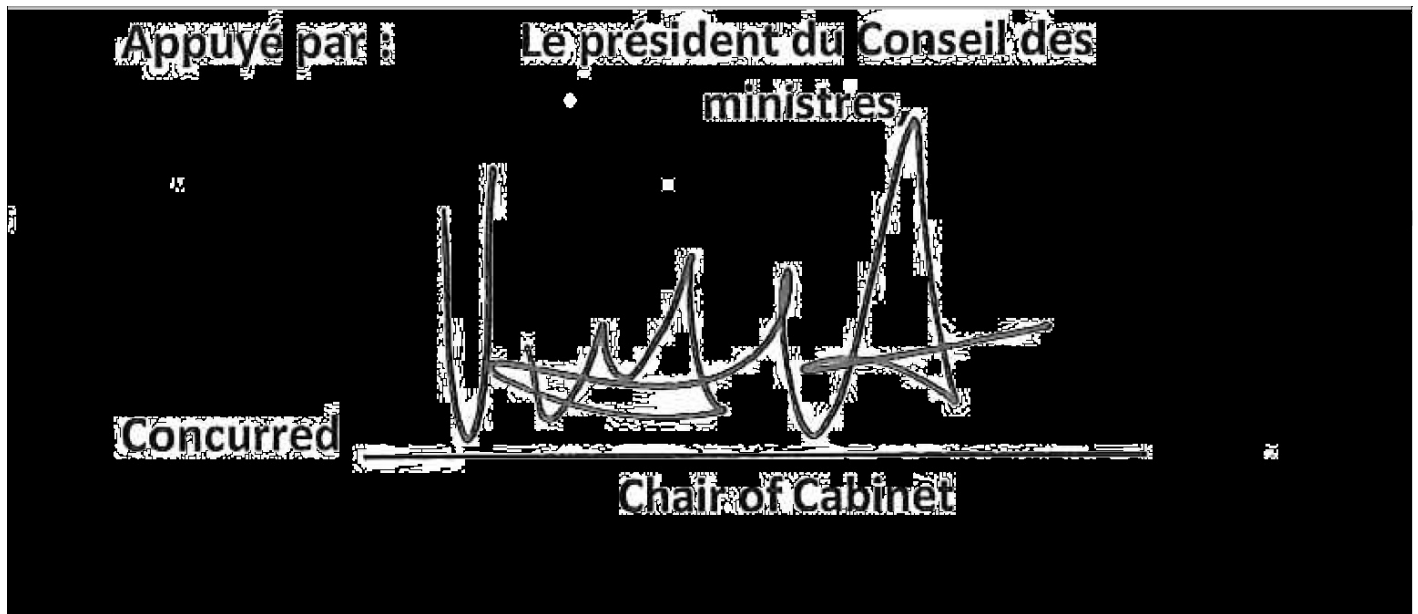 Appuyé par : Le président du Conseil des
ministres,
Concurred
Chair of Cabinet